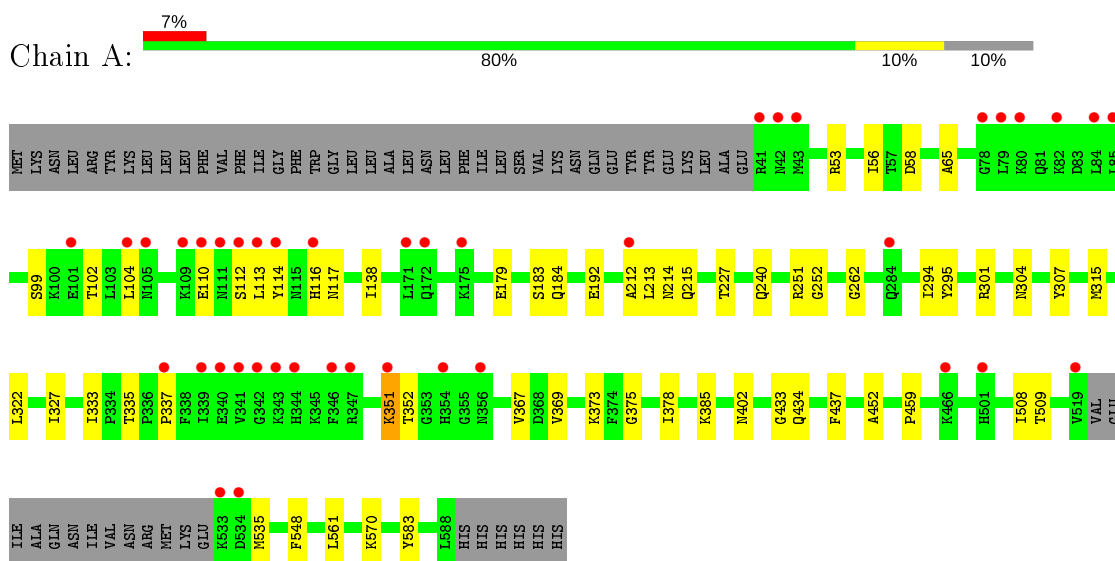 7%
Chain A:
80% 10% 10%
MET LYS ASN LEU ARG TYR LYS LEU LEU LEU PHE VAL PHE ILE GLY PHE TRP GLY LEU LEU ALA LEU ASN LEU PHE ILE LEU SER VAL LYS ASN GLN GLU TYR TYR GLU LYS LEU ALA GLU R41 N42 M43 R53 I56 T57 D58 A65 G78 L79 K80 Q81 K82 D83 L84 L85
S99 K100 E101 T102 L103 L104 N105 K109 E110 N111 S112 L113 Y114 N115 H116 N117 I138 L171 Q172 K175 E179 S183 Q184 E192 A212 L213 N214 Q215 T227 Q240 R251 G252 G262 Q284 I294 Y295 R301 N304 Y307 M315
L322 I327 I333 P334 T335 P336 P337 F338 I339 E340 V341 G342 K343 H344 K345 F346 R347 K351 T352 G353 H354 G355 N356 V367 D368 V369 K373 F374 G375 I378 K385 N402 G433 Q434 F437 A452 P459 K466 H501 I508 T509 V519 VAL GLU
ILE ALA GLN ASN ILE VAL ASN ARG MET LYS GLU K533 D534 M535 F548 L561 K570 Y583 L588 HIS HIS HIS HIS HIS HIS